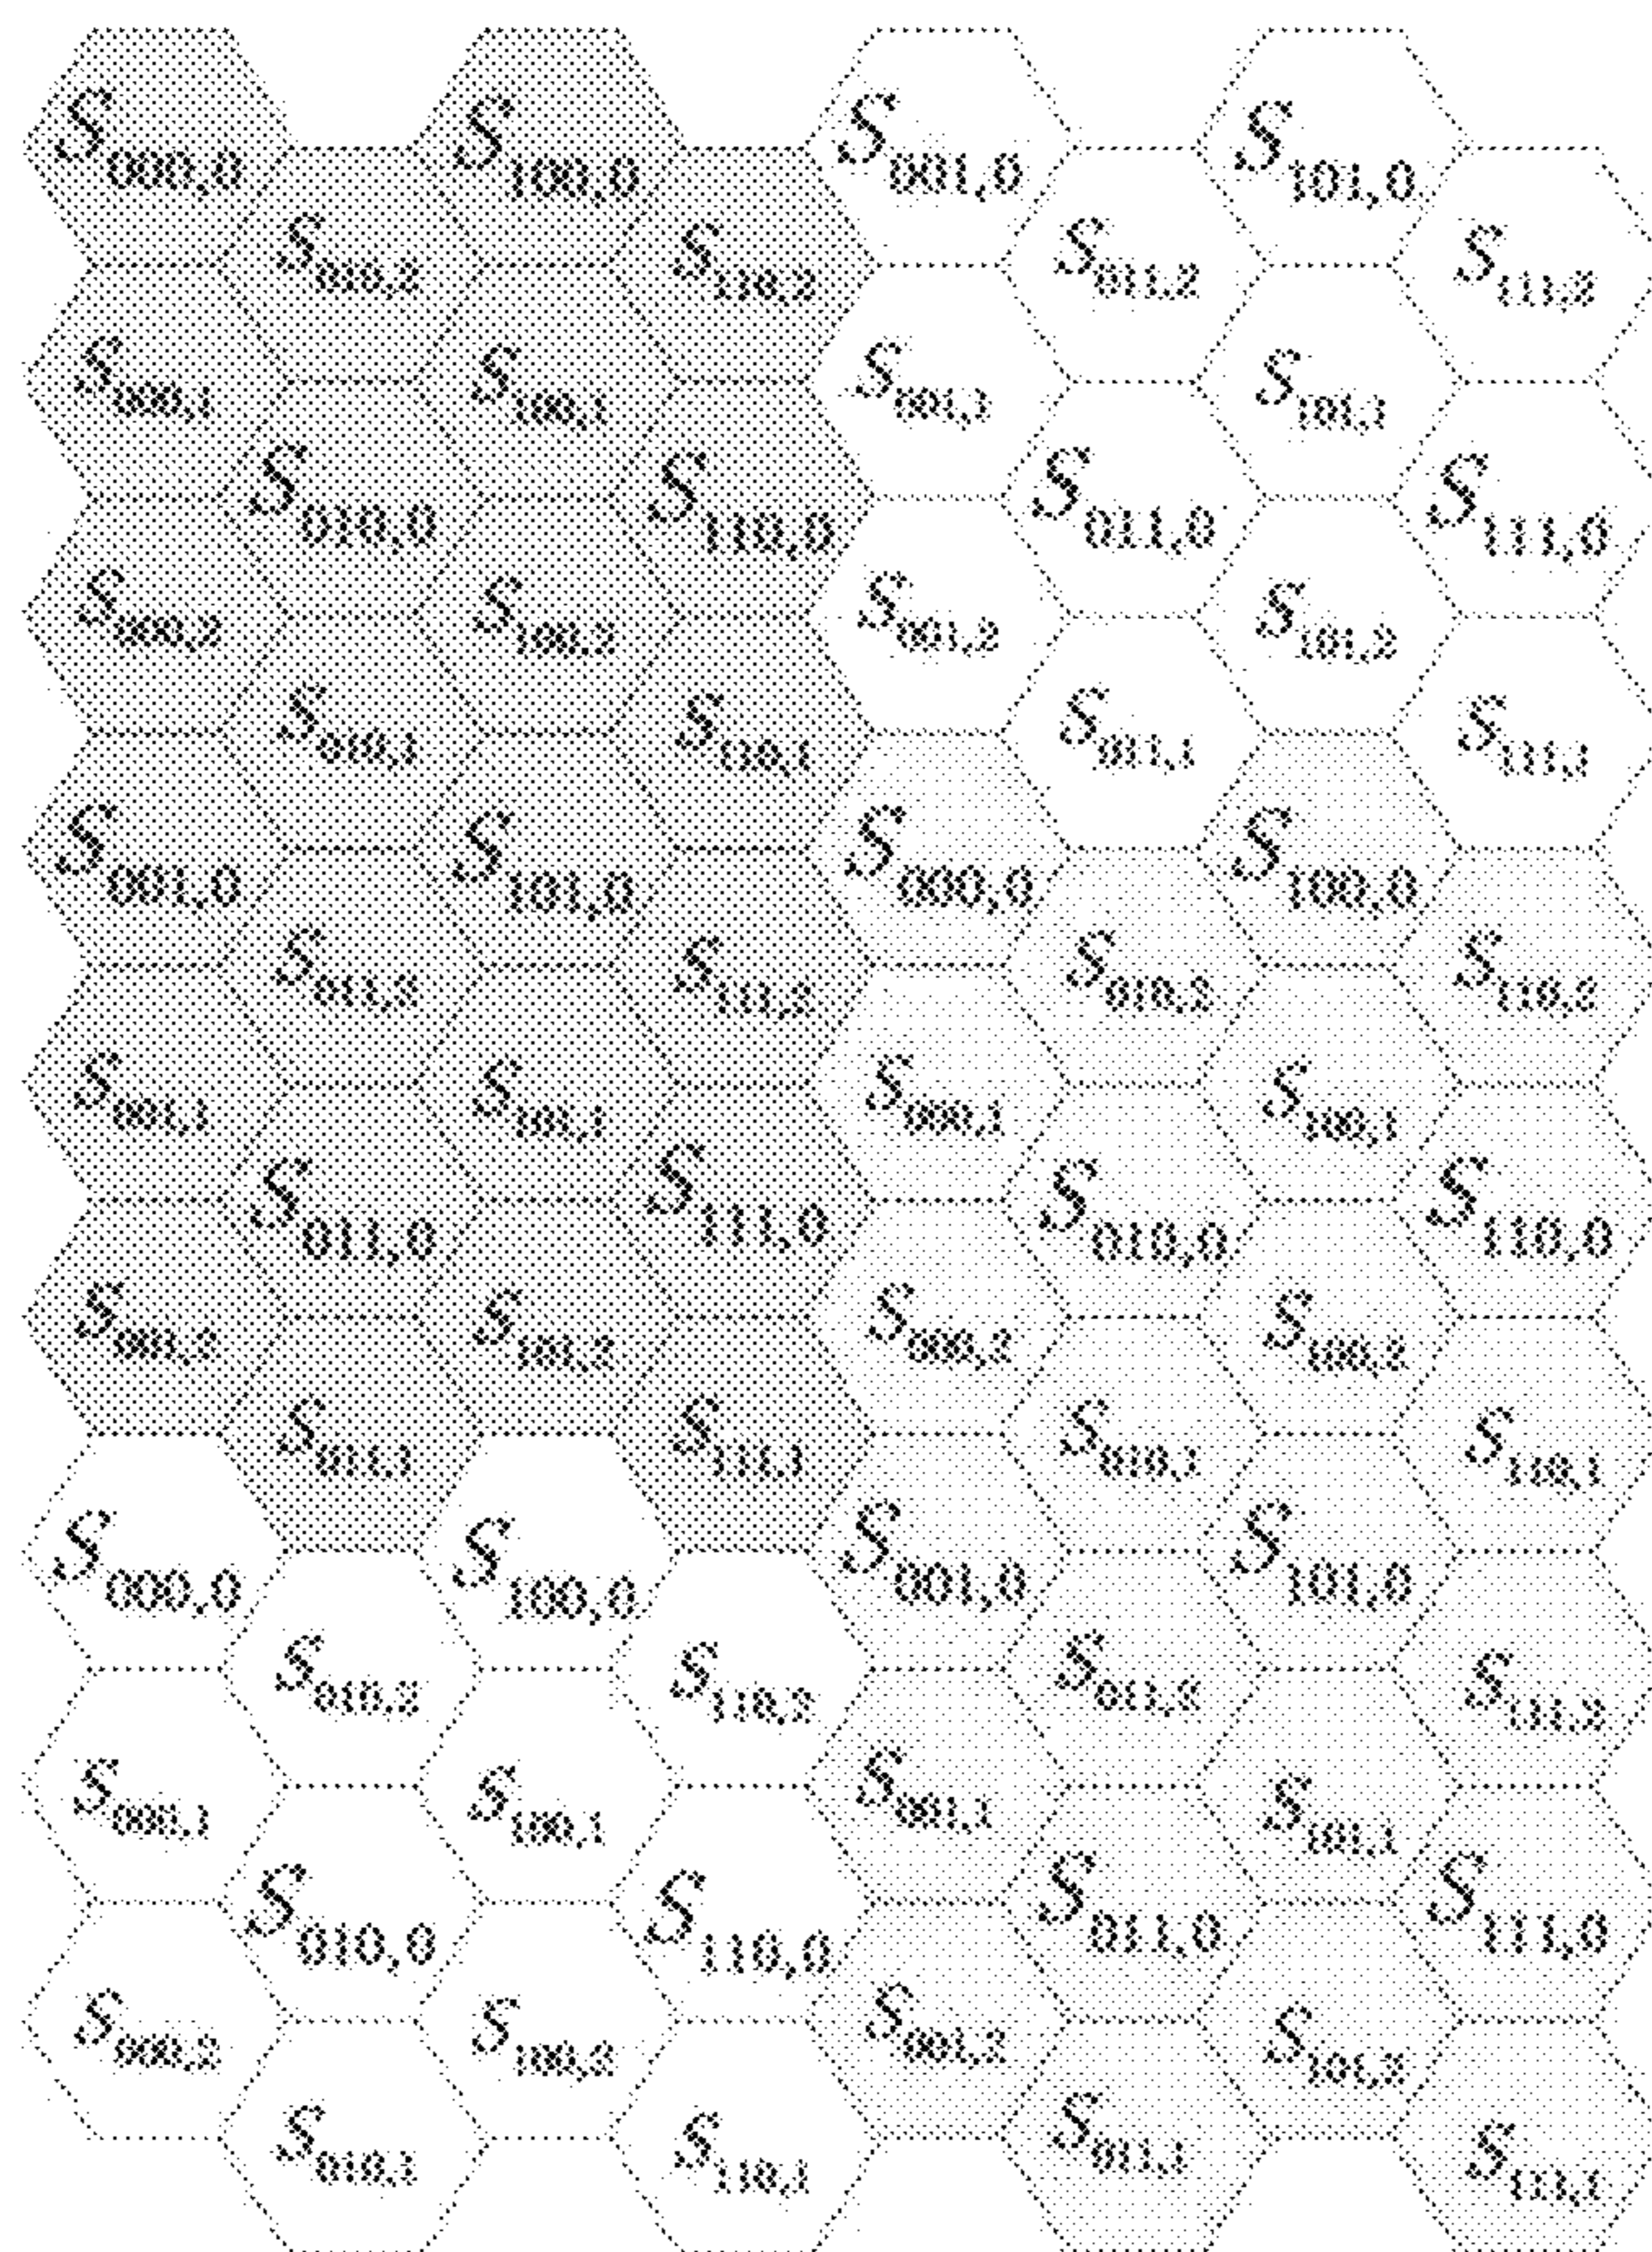 S000,0 S100,0 S001,0 S101,0
S010,2 S110,2 S011,2 S111,2
S000,1 S100,1 S001,1 S101,1
S010,0 S110,0 S011,0 S111,0
S000,2 S100,2 S001,2 S101,2
S010,1 S110,1 S011,1 S111,1
S001,0 S101,0 S000,0 S100,0
S011,2 S111,2 S010,2 S110,2
S001,1 S101,1 S000,1 S100,1
S011,0 S111,0 S010,0 S110,0
S001,2 S101,2 S000,2 S100,2
S011,1 S111,1 S010,1 S110,1
S000,0 S100,0 S001,0 S101,0
S010,2 S110,2 S011,2 S111,2
S000,1 S100,1 S001,1 S101,1
S010,0 S110,0 S011,0 S111,0
S000,2 S100,2 S001,2 S101,2
S010,1 S110,1 S011,1 S111,1